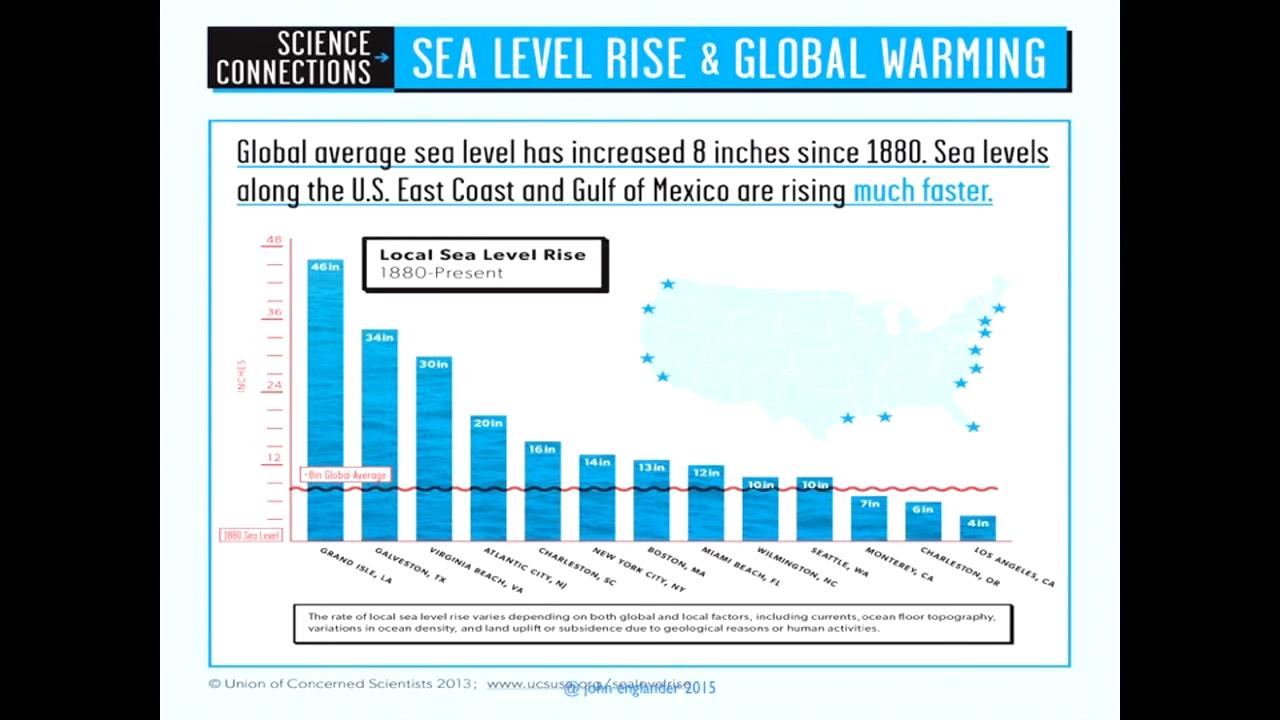 SCIENCE
CONNECTIONS
SEA LEVEL RISE & GLOBAL WARMING
Global average sea level has increased 8 inches since 1880. Sea levels
along the U.S. East Coast and Gulf of Mexico are rising much faster.
Local Sea Level Rise
1880-Present
INCHES
48
36
24
12
46in
34in
30in
20in
16in
14in
13in
12in
10in
10in
7in
6in
4in
8in Global Average
1880 Sea Level
GRAND ISLE, LA
GALVESTON, TX
VIRGINIA BEACH, VA
ATLANTIC CITY, NJ
CHARLESTON, SC
NEW YORK CITY, NY
BOSTON, MA
MIAMI BEACH, FL
WILMINGTON, NC
SEATTLE, WA
MONTEREY, CA
CHARLESTON, OR
LOS ANGELES, CA
The rate of local sea level rise varies depending on both global and local factors, including currents, ocean floor topography,
variations in ocean density, and land uplift or subsidence due to geological reasons or human activities.
© Union of Concerned Scientists 2013; www.ucsusa.org/sealevelrise
@ john englander 2015